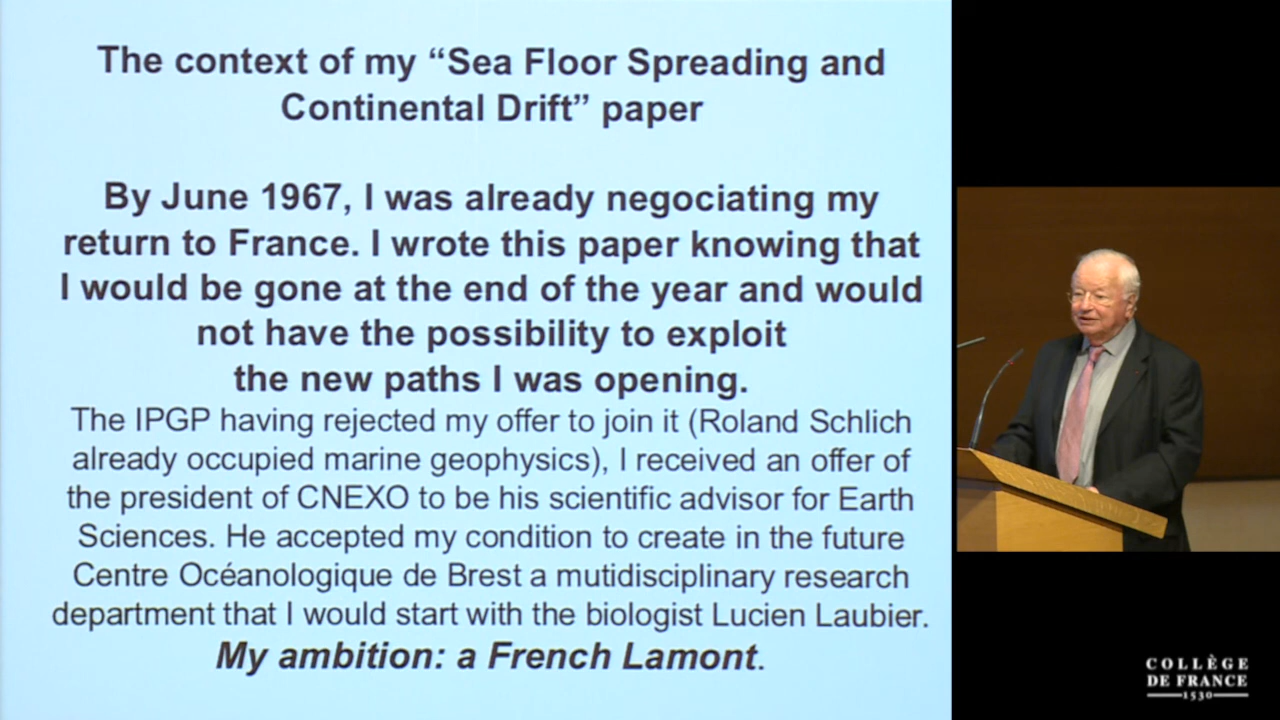 The context of my “Sea Floor Spreading and
Continental Drift” paper
By June 1967, I was already negociating my
return to France. I wrote this paper knowing that
I would be gone at the end of the year and would
not have the possibility to exploit
the new paths I was opening.
The IPGP having rejected my offer to join it (Roland Schlich
already occupied marine geophysics), I received an offer of
the president of CNEXO to be his scientific advisor for Earth
Sciences. He accepted my condition to create in the future
Centre Océanologique de Brest a mutidisciplinary research
department that I would start with the biologist Lucien Laubier.
My ambition: a French Lamont.
COLLÈGE
DE FRANCE
1530